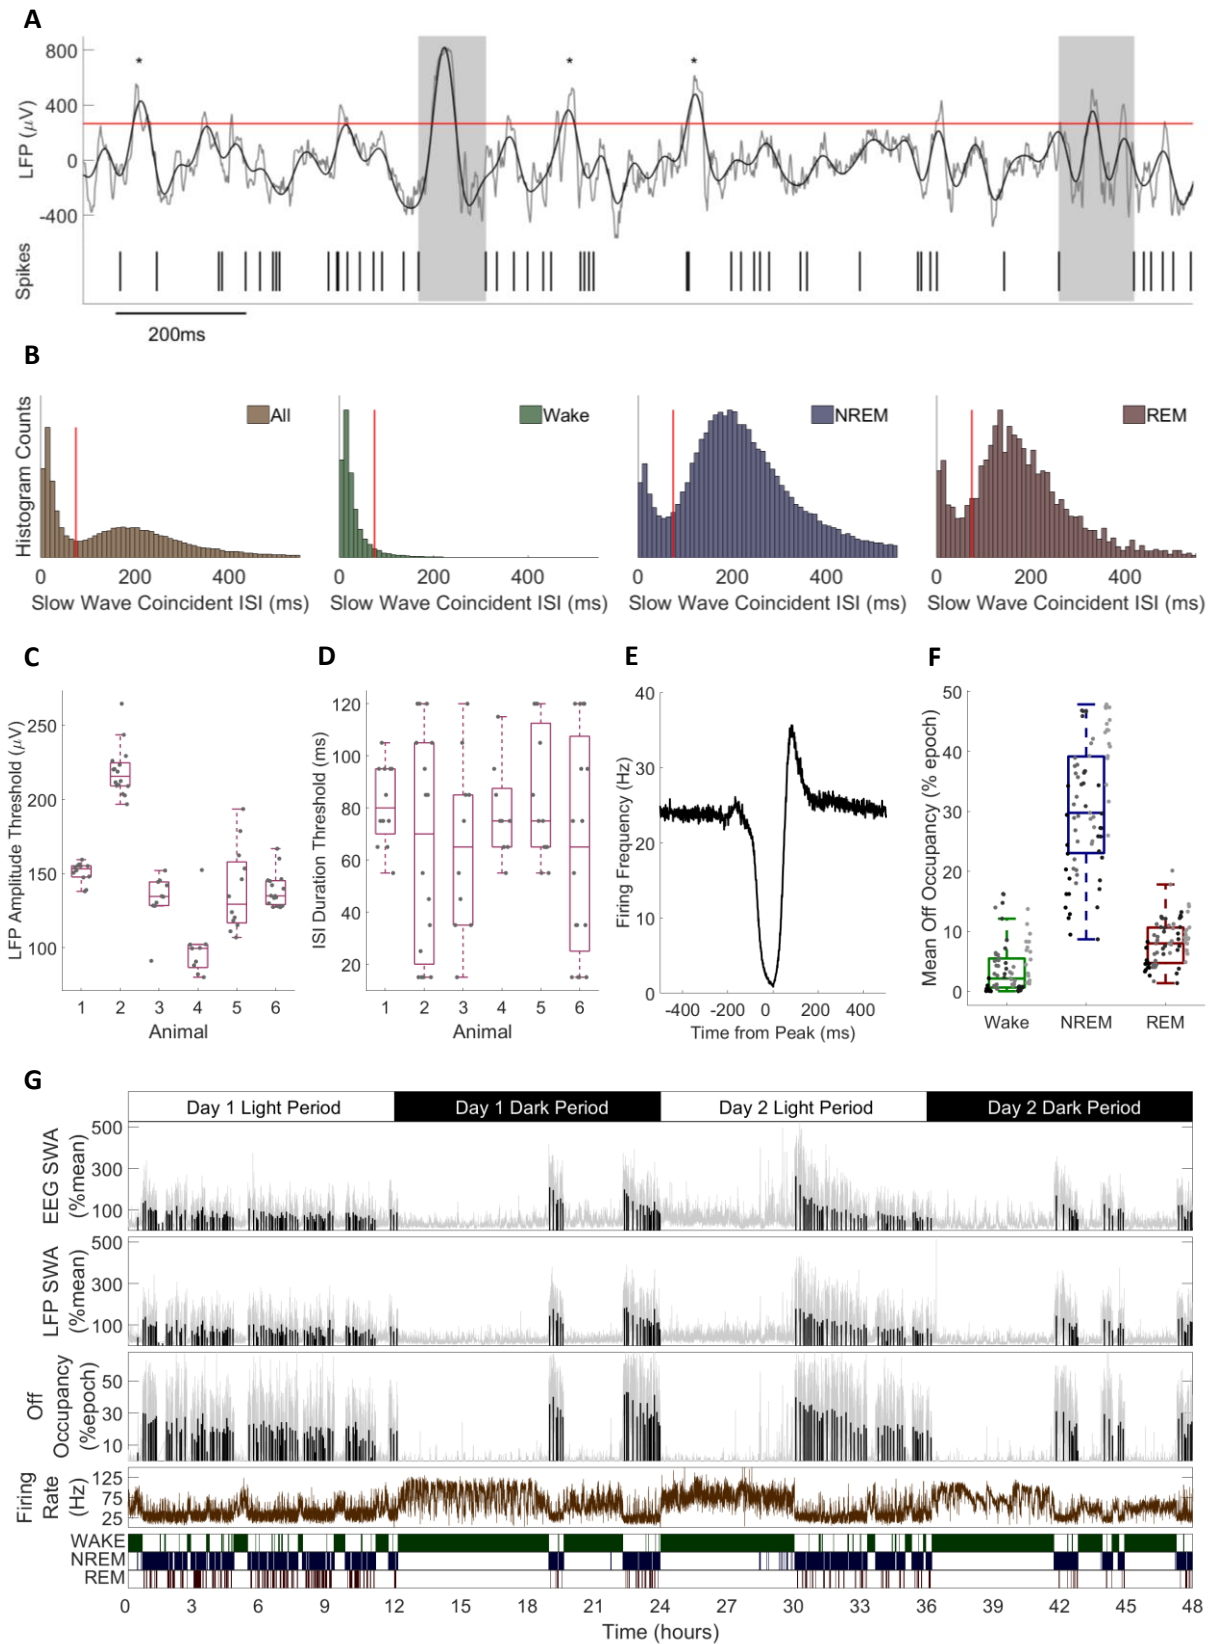 A
800
400
0
-400
LFP (μV)
Spikes
*
*
*
200ms
B
Histogram Counts
All
Wake
NREM
REM
0 200 400
0 200 400
0 200 400
0 200 400
Slow Wave Coincident ISI (ms)
Slow Wave Coincident ISI (ms)
Slow Wave Coincident ISI (ms)
Slow Wave Coincident ISI (ms)
C
LFP Amplitude Threshold (μV)
250
200
150
100
1 2 3 4 5 6
Animal
D
ISI Duration Threshold (ms)
120
100
80
60
40
20
1 2 3 4 5 6
Animal
E
Firing Frequency (Hz)
40
30
20
10
0
-400 -200 0 200 400
Time from Peak (ms)
F
Mean Off Occupancy (% epoch)
50
40
30
20
10
0
Wake NREM REM
G
Day 1 Light Period
Day 1 Dark Period
Day 2 Light Period
Day 2 Dark Period
EEG SWA
(%mean)
500
300
100
LFP SWA
(%mean)
500
300
100
Off
Occupancy
(%epoch)
50
30
10
Firing
Rate
(Hz)
125
75
25
WAKE
NREM
REM
0 3 6 9 12 15 18 21 24 27 30 33 36 39 42 45 48
Time (hours)